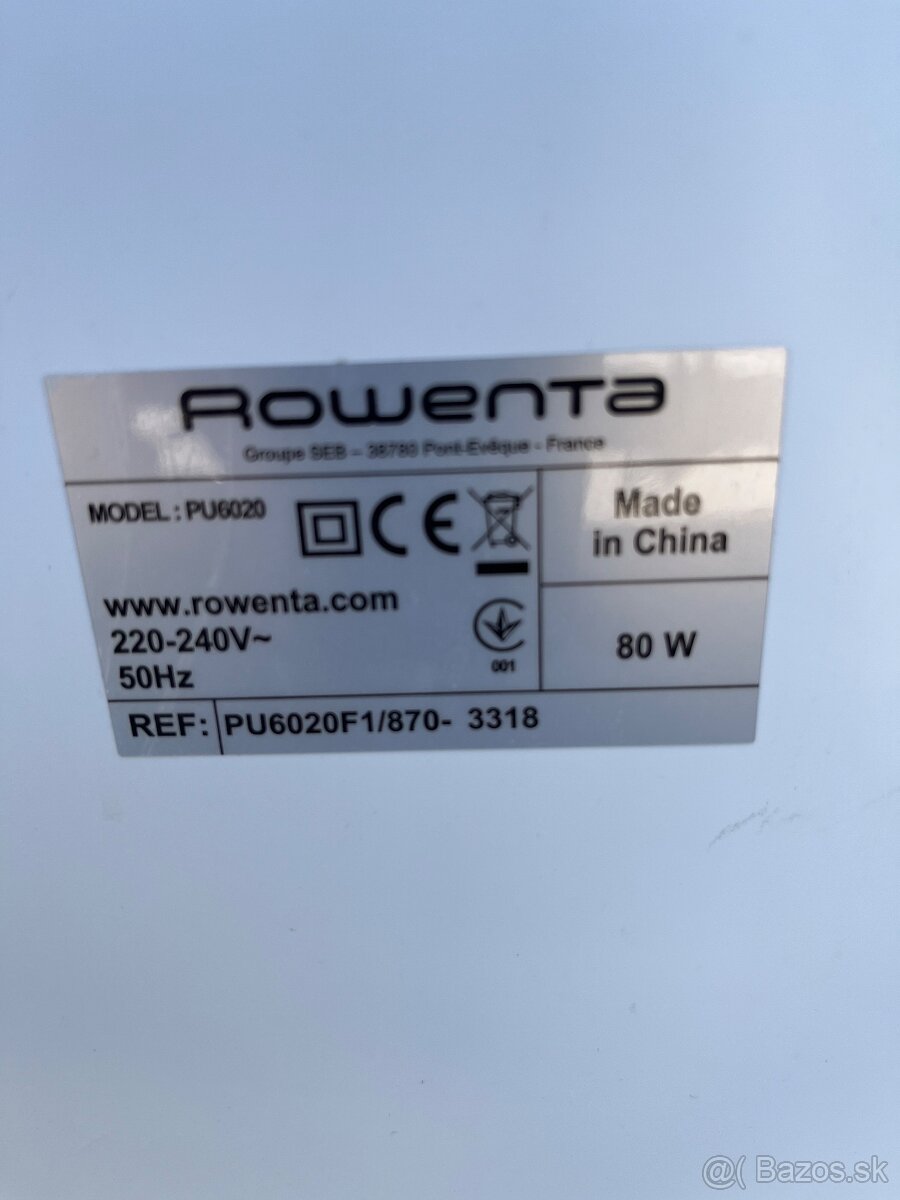 Rowenta
Groupe SEB – 38780 Pont-Evêque - France
MODEL : PU6020
CE
Made
in China
www.rowenta.com
220-240V~
50Hz
001
80 W
REF: PU6020F1/870- 3318
@( Bazos.sk